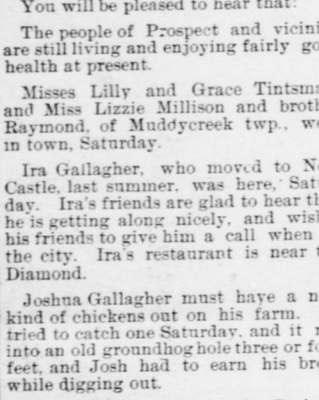 You will be pleased to hear that:
The people of Prospect and vicini
are still living and enjoying fairly go
health at present.
Misses Lilly and Grace Tintsma
and Miss Lizzie Millison and broth
Raymond, of Muddycreek twp., we
in town, Saturday.
Ira Gallagher, who moved to Ne
Castle, last summer, was here, Satu
day. Ira's friends are glad to hear th
he is getting along nicely, and wish
his friends to give him a call when
the city. Ira's restaurant is near t
Diamond.
Joshua Gallagher must have a n
kind of chickens out on his farm.
tried to catch one Saturday, and it r
into an old groundhog hole three or fo
feet, and Josh had to earn his bre
while digging out.